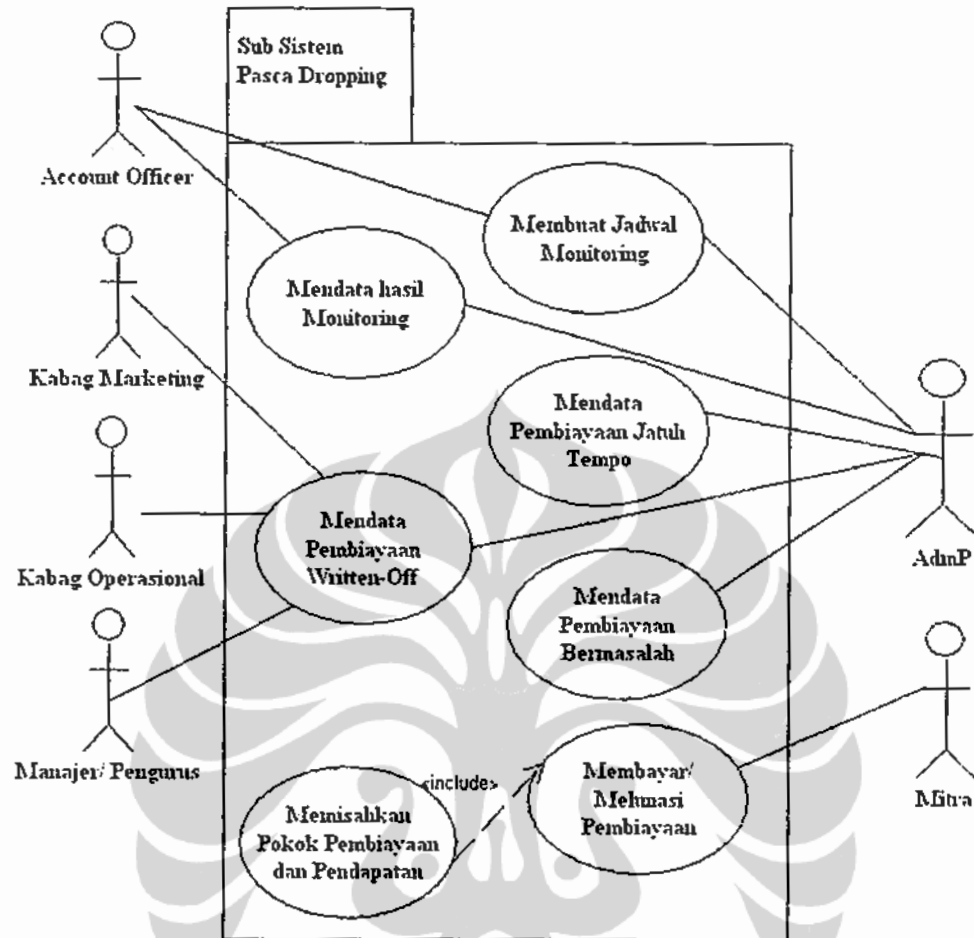 Sub Sistem
Pasca Dropping
Account Officer
Membuat Jadwal
Monitoring
Mendata hasil
Monitoring
Kabag Marketing
Mendata
Pembiayaan Jatuh
Tempo
Mendata
Pembiayaan
Written-Off
Kabag Operasional
AdmP
Mendata
Pembiayaan
Bermasalah
Manajer/ Pengurus
<include>
Membayar/
Melunasi
Pembiayaan
Mitra
Memisahkan
Pokok Pembiayaan
dan Pendapatan